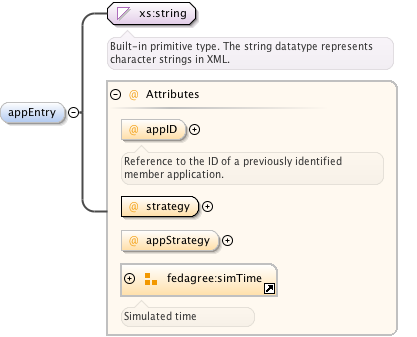 xs:string
Built-in primitive type. The string datatype represents
character strings in XML.
appEntry
@ Attributes
@ appID
Reference to the ID of a previously identified
member application.
@ strategy
@ appStrategy
fedagree:simTime
Simulated time